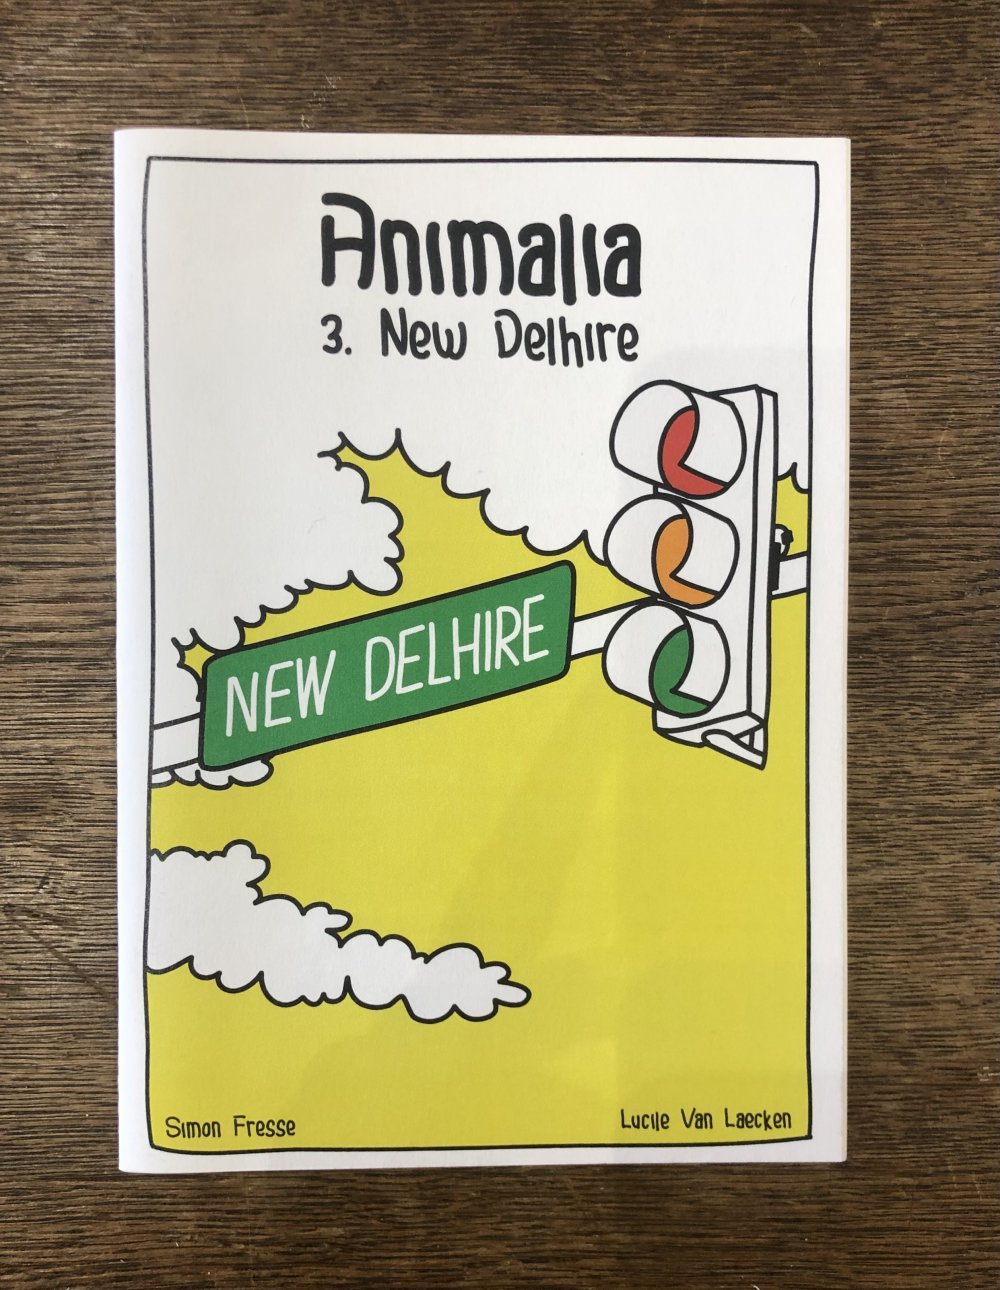 Animalia
3. New Delhire
NEW DELHIRE
Simon Fresse
Lucile Van Laecken